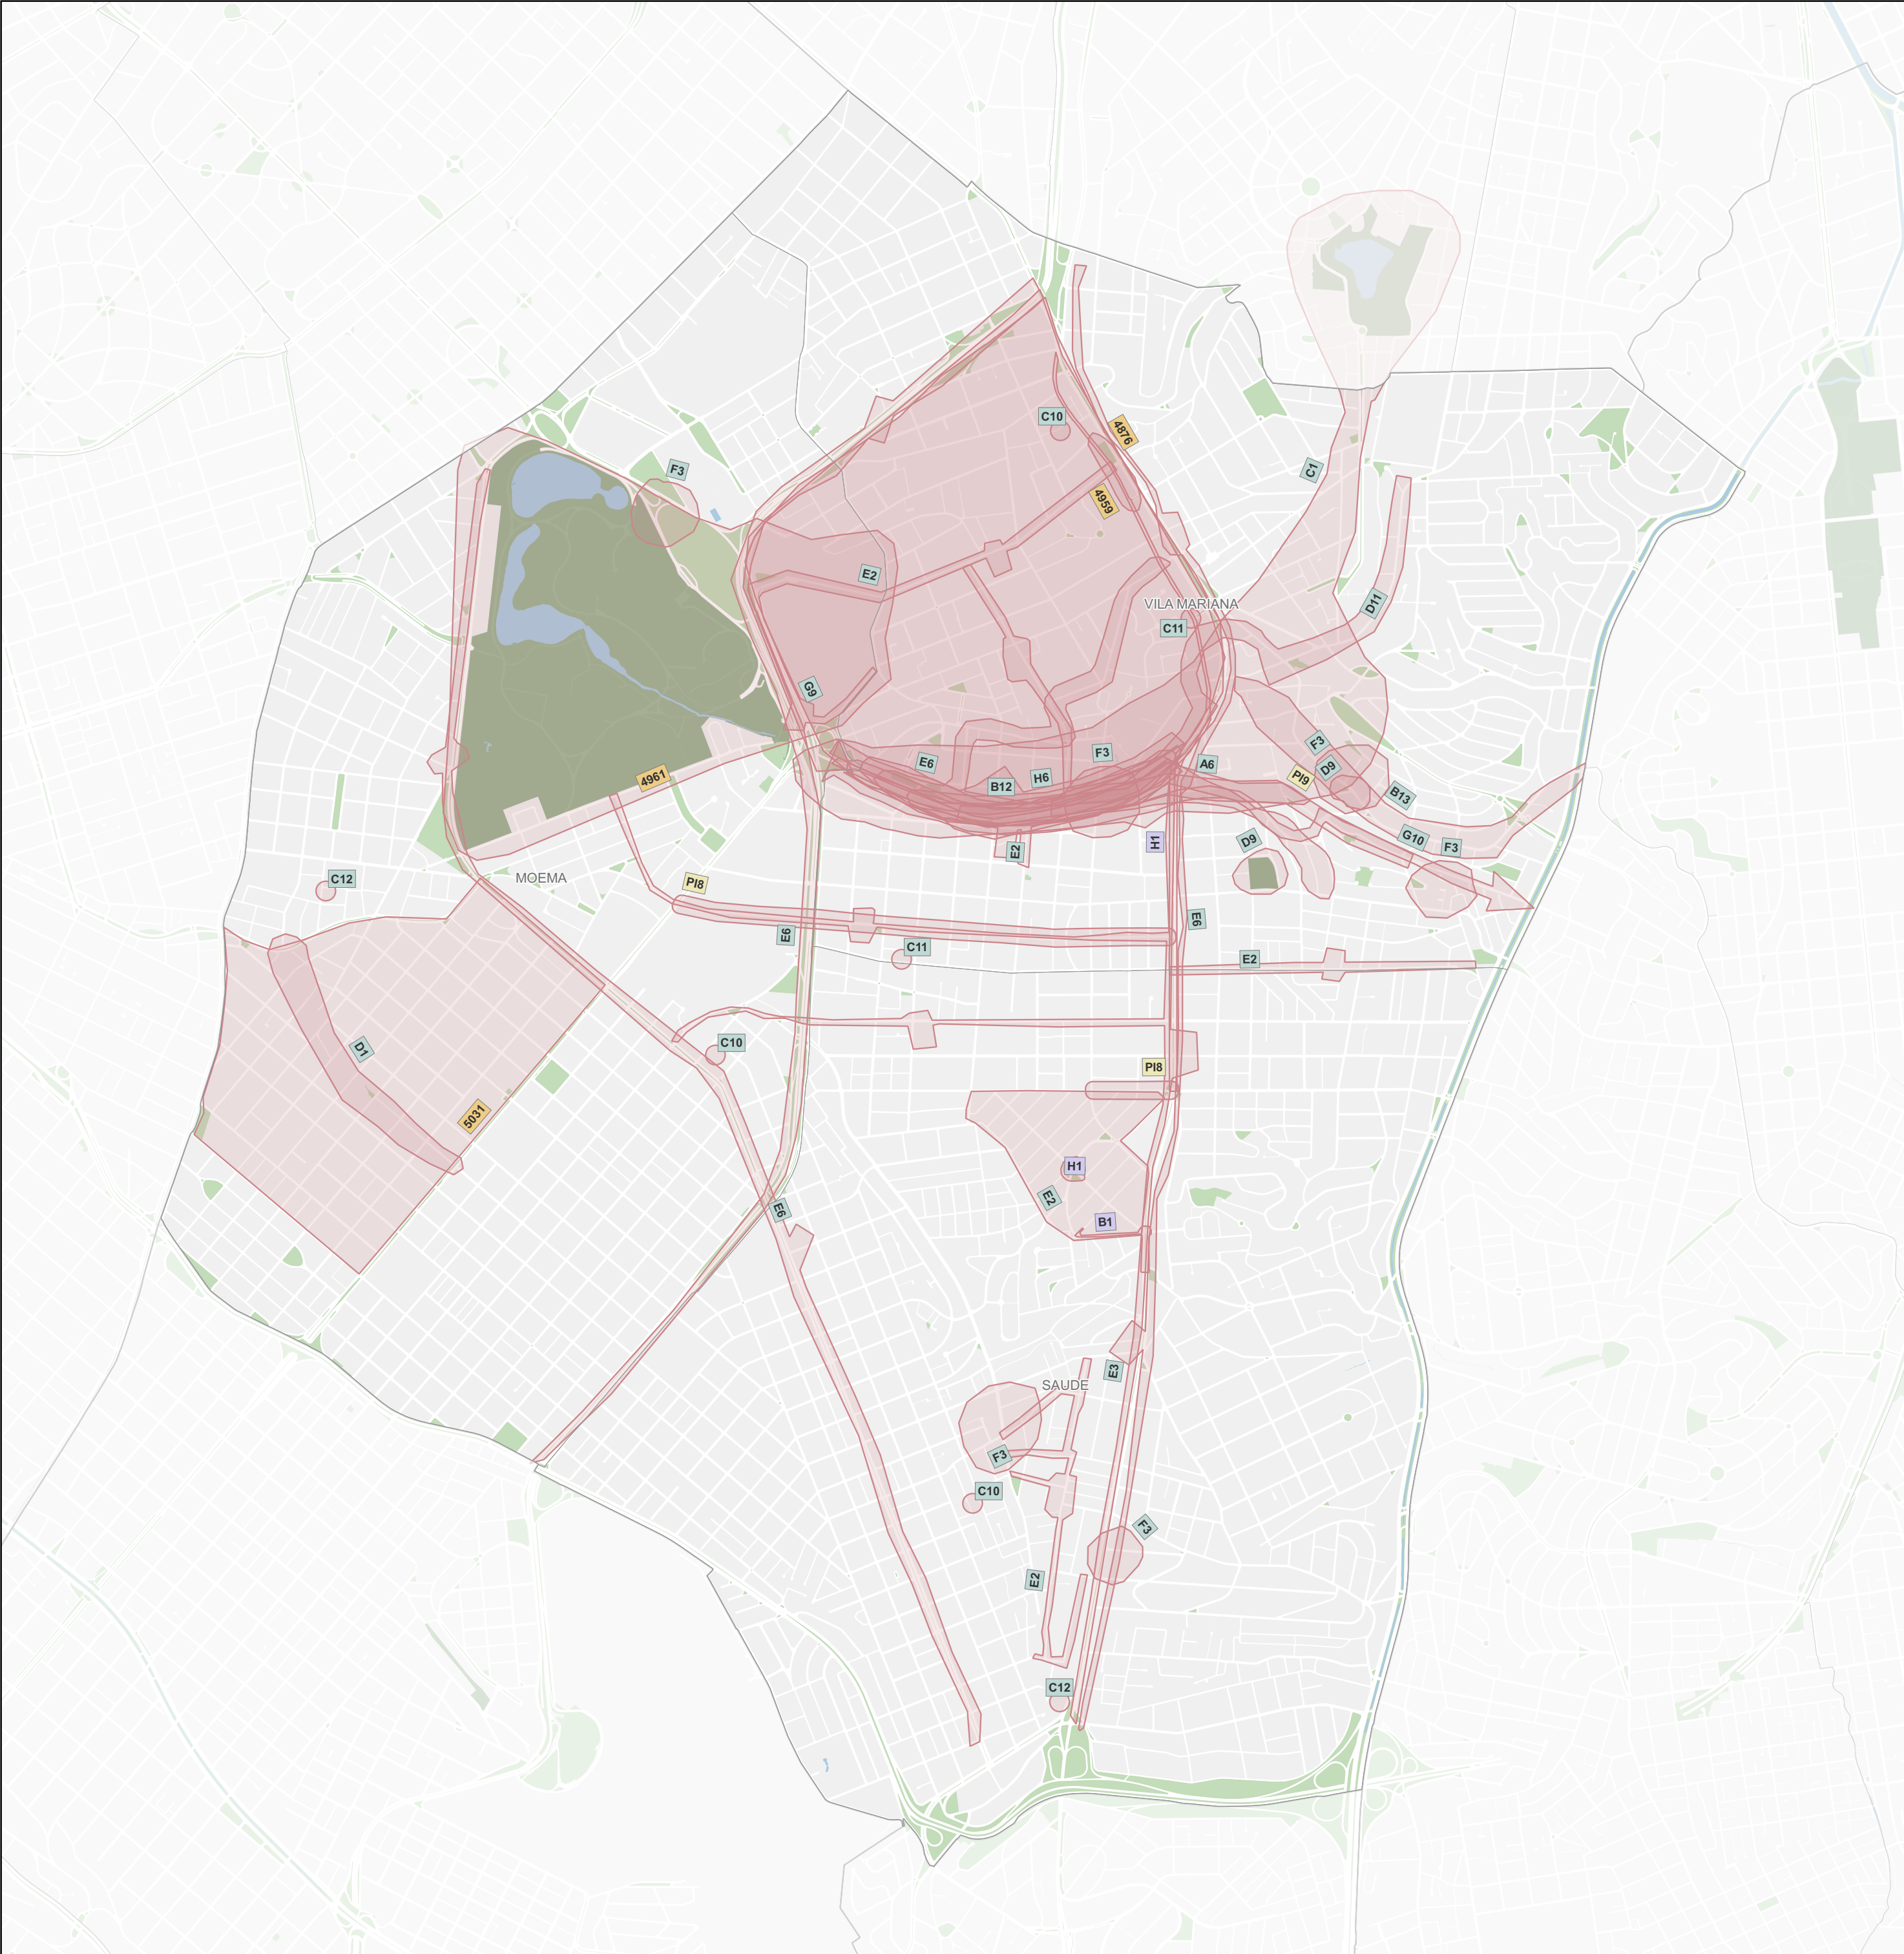 C10
4876
F3
C1
4959
E2
D11
VILA MARIANA
C11
G9
F3
F3
E6
A6
D9
4961
H6
PI9
B12
B13
G10
D9
H1
F3
E2
MOEMA
C12
PI8
E6
E6
C11
E2
C10
D1
PI8
5031
H1
E2
E6
B1
E3
SAUDE
F3
C10
F3
E2
C12